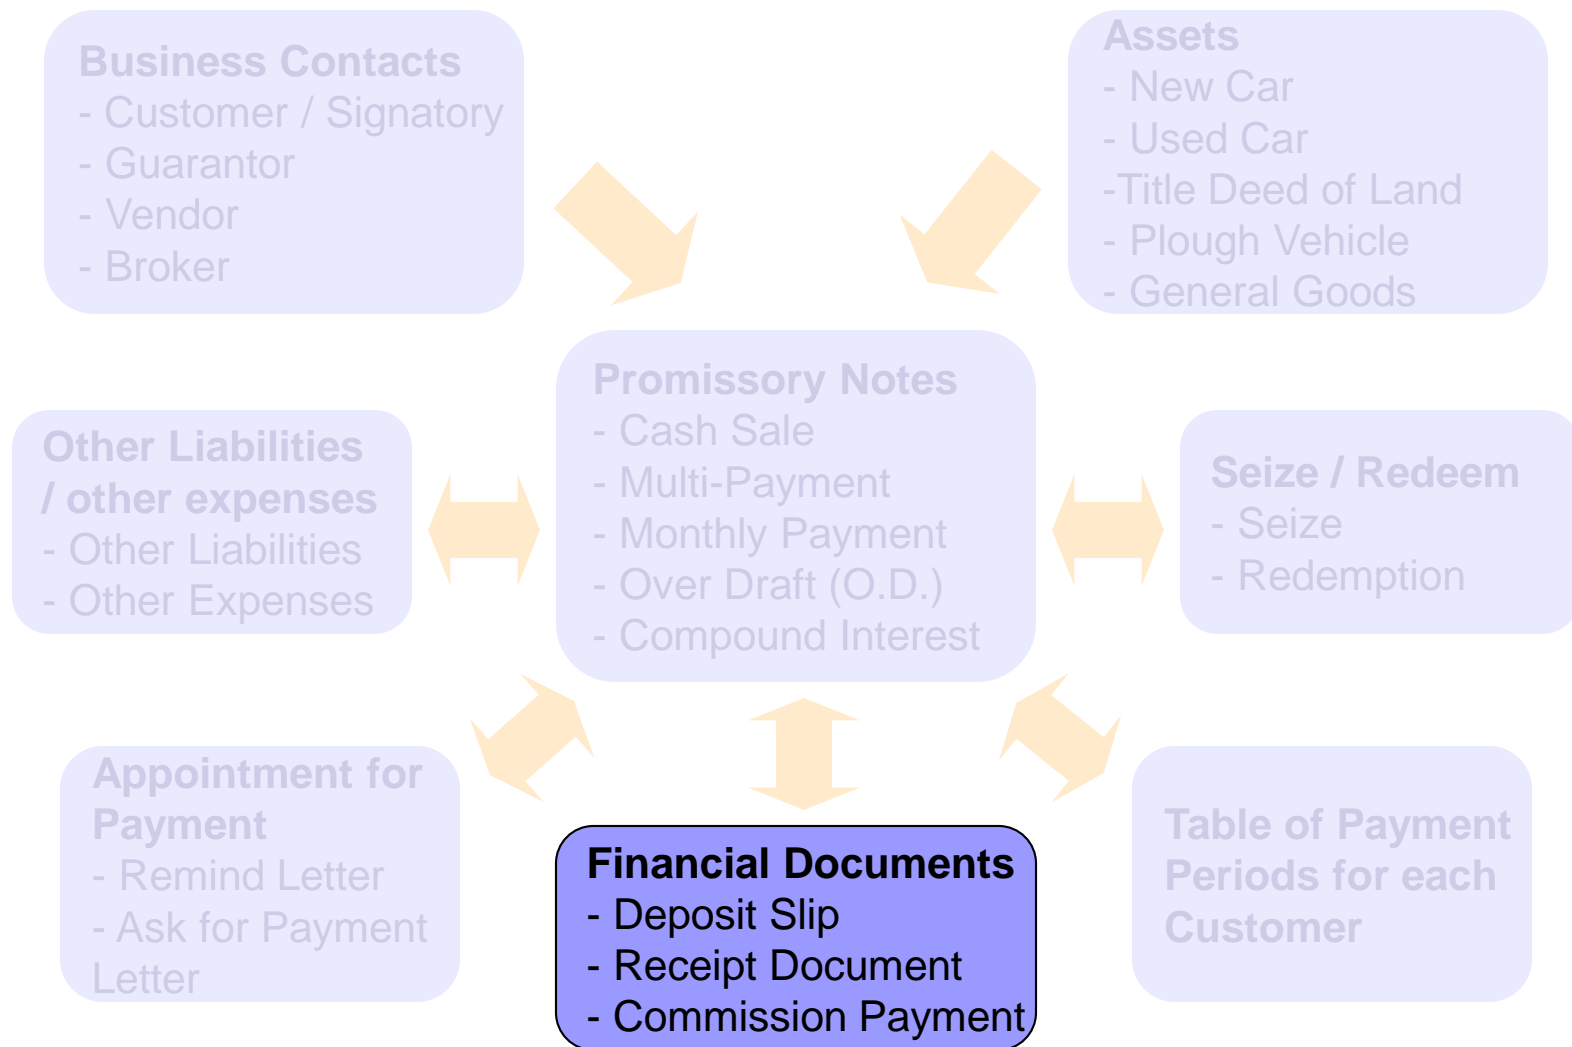 Business Contacts
- Customer / Signatory
- Guarantor
- Vendor
- Broker
Assets
- New Car
- Used Car
-Title Deed of Land
- Plough Vehicle
- General Goods
Promissory Notes
- Cash Sale
- Multi-Payment
- Monthly Payment
- Over Draft (O.D.)
- Compound Interest
Other Liabilities
/ other expenses
- Other Liabilities
- Other Expenses
Seize / Redeem
- Seize
- Redemption
Appointment for
Payment
- Remind Letter
- Ask for Payment
Letter
Financial Documents
- Deposit Slip
- Receipt Document
- Commission Payment
Table of Payment
Periods for each
Customer